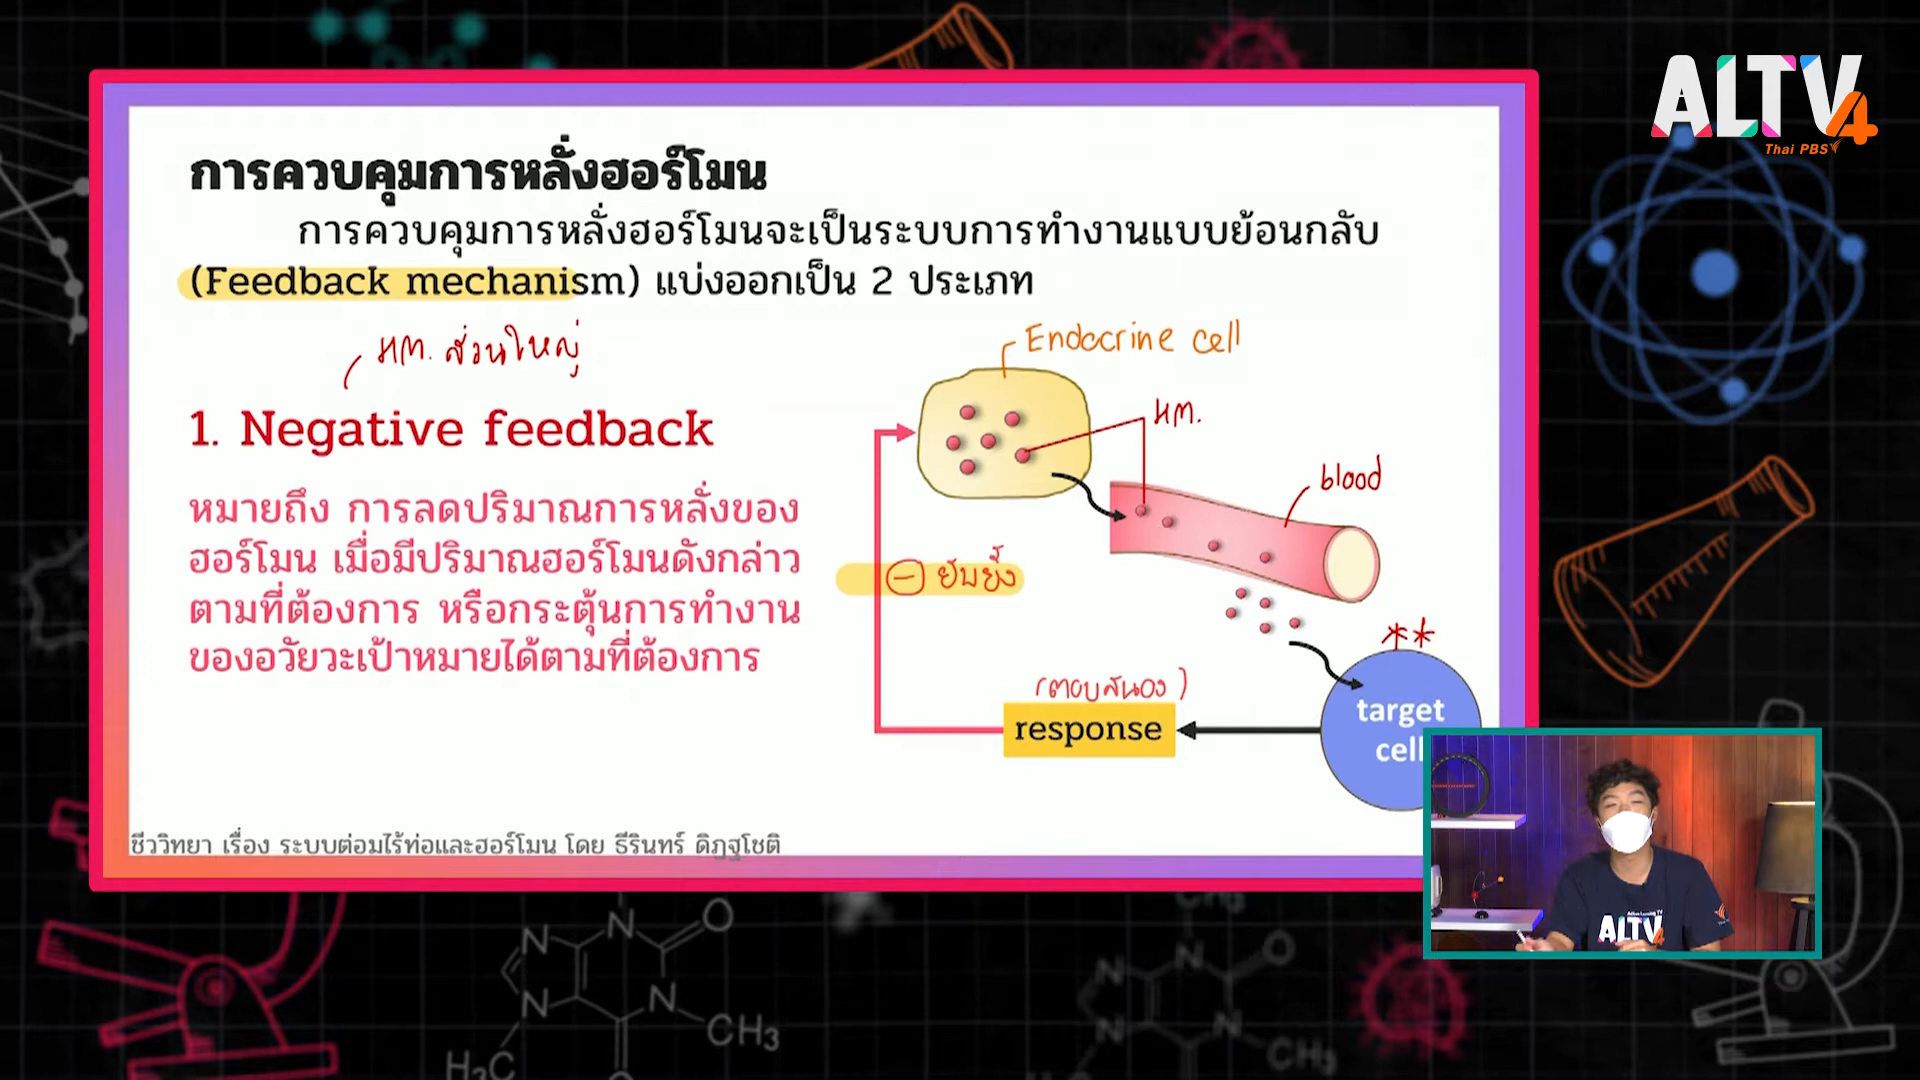 ALTV4
Thai PBS
การควบคุมการหลั่งฮอร์โมน
การควบคุมการหลั่งฮอร์โมนจะเป็นระบบการทำงานแบบย้อนกลับ
(Feedback mechanism) แบ่งออกเป็น 2 ประเภท
HM. ส่วนใหญ่
1. Negative feedback
หมายถึง การลดปริมาณการหลั่งของ
ฮอร์โมน เมื่อมีปริมาณฮอร์โมนดังกล่าว
ตามที่ต้องการ หรือกระตุ้นการทำงาน
ของอวัยวะเป้าหมายได้ตามที่ต้องการ
Endocrine cell
HM.
blood
− ยับยั้ง
**
(ตอบสนอง)
response
target
cell
ชีววิทยา เรื่อง ระบบต่อมไร้ท่อและฮอร์โมน โดย ธีรินทร์ ดิฏฐโชติ
ALTV4
N
N
O
N
N
CH3
H3C
CH3
N
N
O
N
N
CH3